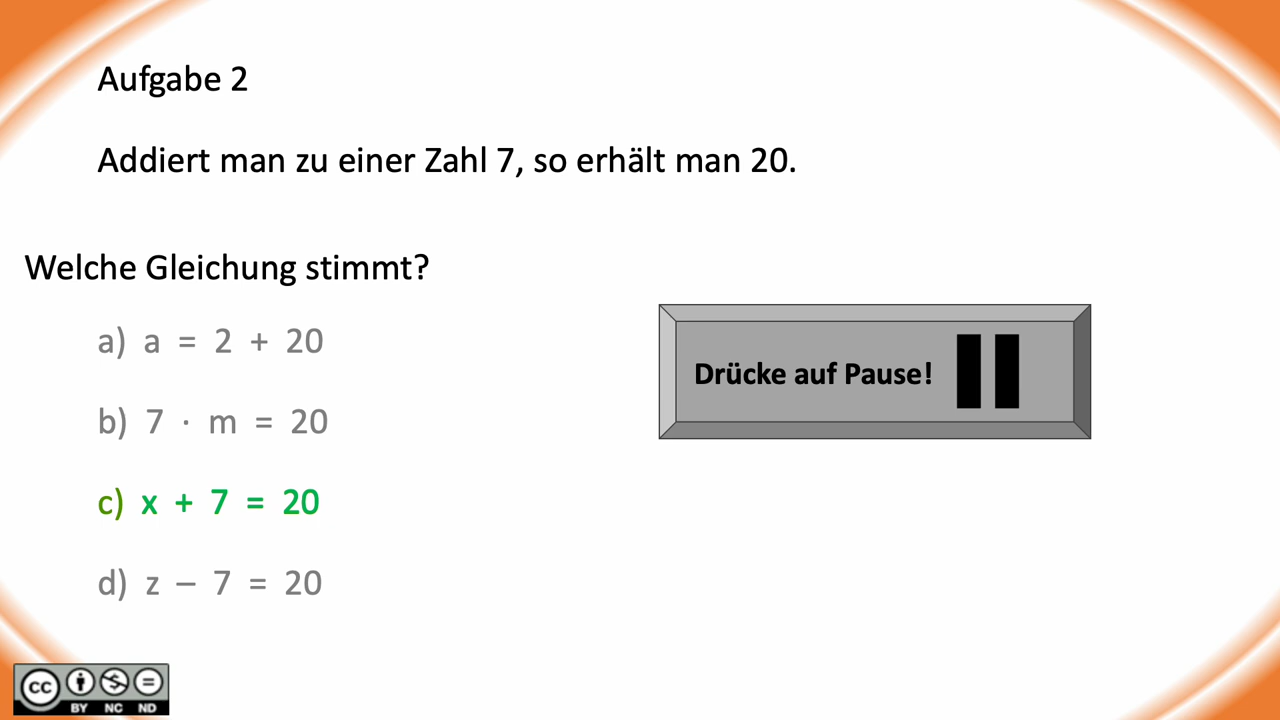 Aufgabe 2
Addiert man zu einer Zahl 7, so erhält man 20.
Welche Gleichung stimmt?
a) a = 2 + 20
b) 7 · m = 20
c) x + 7 = 20
d) z – 7 = 20
Drücke auf Pause!
cc BY NC ND